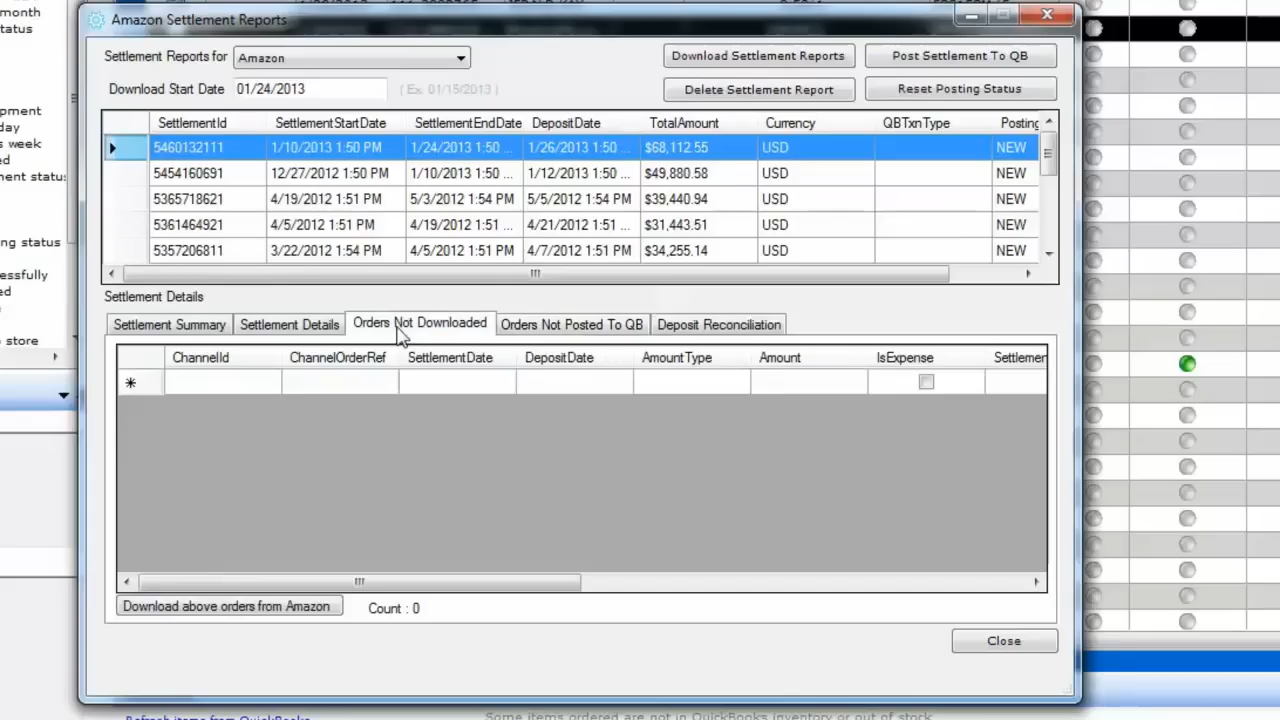 month
tatus
Amazon Settlement Reports
Settlement Reports for Amazon Download Settlement Reports Post Settlement To QB
Download Start Date 01/24/2013 ( Ex. 01/15/2013 ) Delete Settlement Report Reset Posting Status
pment
day
s week
ed
ment status
SettlementId SettlementStartDate SettlementEndDate DepositDate TotalAmount Currency QBTxnType Posting
5460132111 1/10/2013 1:50 PM 1/24/2013 1:50 ... 1/26/2013 1:50 ... $68,112.55 USD NEW
5454160691 12/27/2012 1:50 PM 1/10/2013 1:50 ... 1/12/2013 1:50 ... $49,880.58 USD NEW
5365718621 4/19/2012 1:51 PM 5/3/2012 1:54 PM 5/5/2012 1:54 PM $39,440.94 USD NEW
5361464921 4/5/2012 1:51 PM 4/19/2012 1:51 ... 4/21/2012 1:51 ... $31,443.51 USD NEW
5357206811 3/22/2012 1:54 PM 4/5/2012 1:51 PM 4/7/2012 1:51 PM $34,255.14 USD NEW
ng status
essfully
ed
e
store
Settlement Details
Settlement Summary Settlement Details Orders Not Downloaded Orders Not Posted To QB Deposit Reconciliation
ChannelId ChannelOrderRef SettlementDate DepositDate AmountType Amount IsExpense Settlemer
Download above orders from Amazon Count : 0
Close
Refresh items from QuickBooks Some items ordered are not in QuickBooks inventory or out of stock